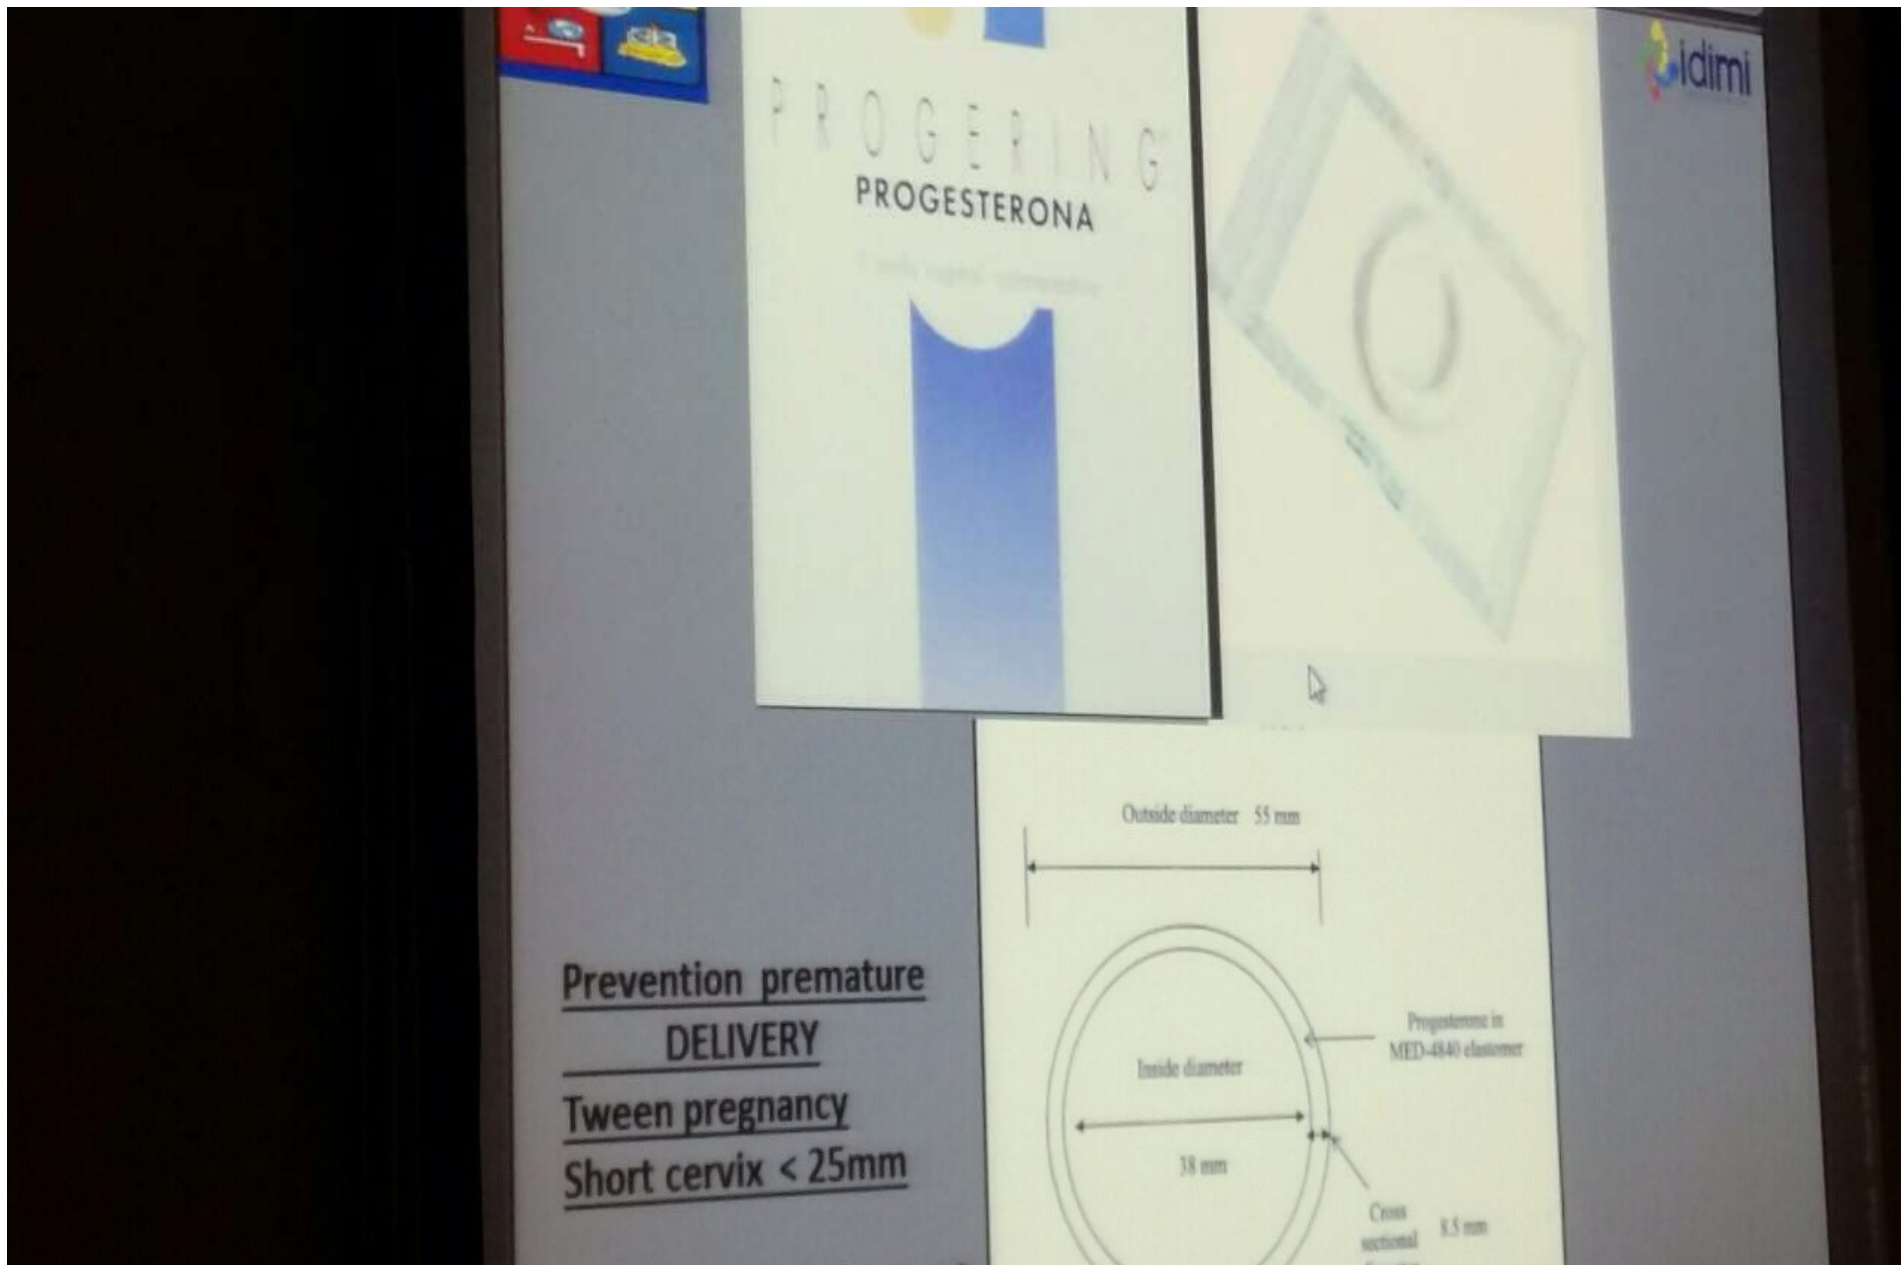 idimi
PROGERING
PROGESTERONA
Outside diameter 55 mm
Progesterone in
MED-4840 elastomer
Inside diameter
38 mm
Cross
sectional
8.5 mm
Prevention premature
DELIVERY
Tween pregnancy
Short cervix < 25mm